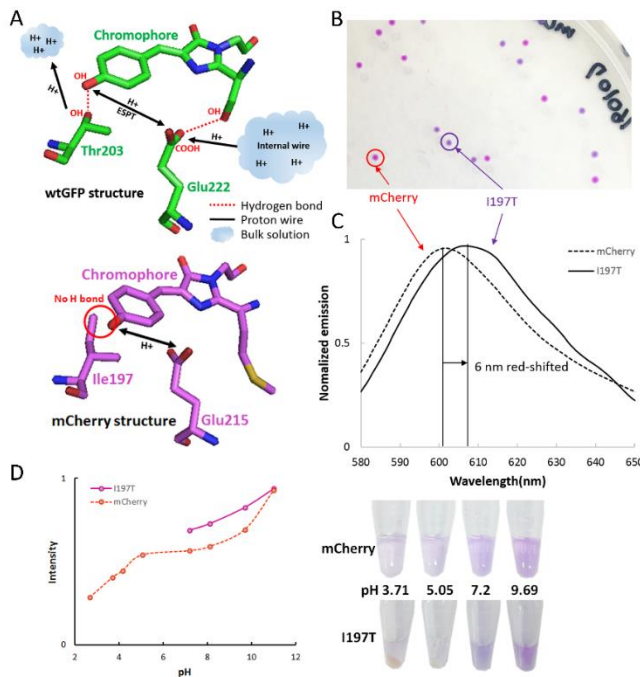 A
Chromophore
H+ H+
H+ H+
H+
OH
H+
ESPT
OH
OH
H+
COOH
H+ H+
Internal wire
H+ H+
Thr203
Glu222
wtGFP structure
Hydrogen bond
Proton wire
Bulk solution
Chromophore
No H bond
H+
Ile197
mCherry structure
Glu215
B
mCherry
I197T
C
Normalized emission
1
0.5
0
mCherry
I197T
6 nm red-shifted
580 590 600 610 620 630 640 650
Wavelength(nm)
D
Intensity
1
0
I197T
mCherry
2 4 6 8 10 12
pH
mCherry
pH 3.71 5.05 7.2 9.69
I197T